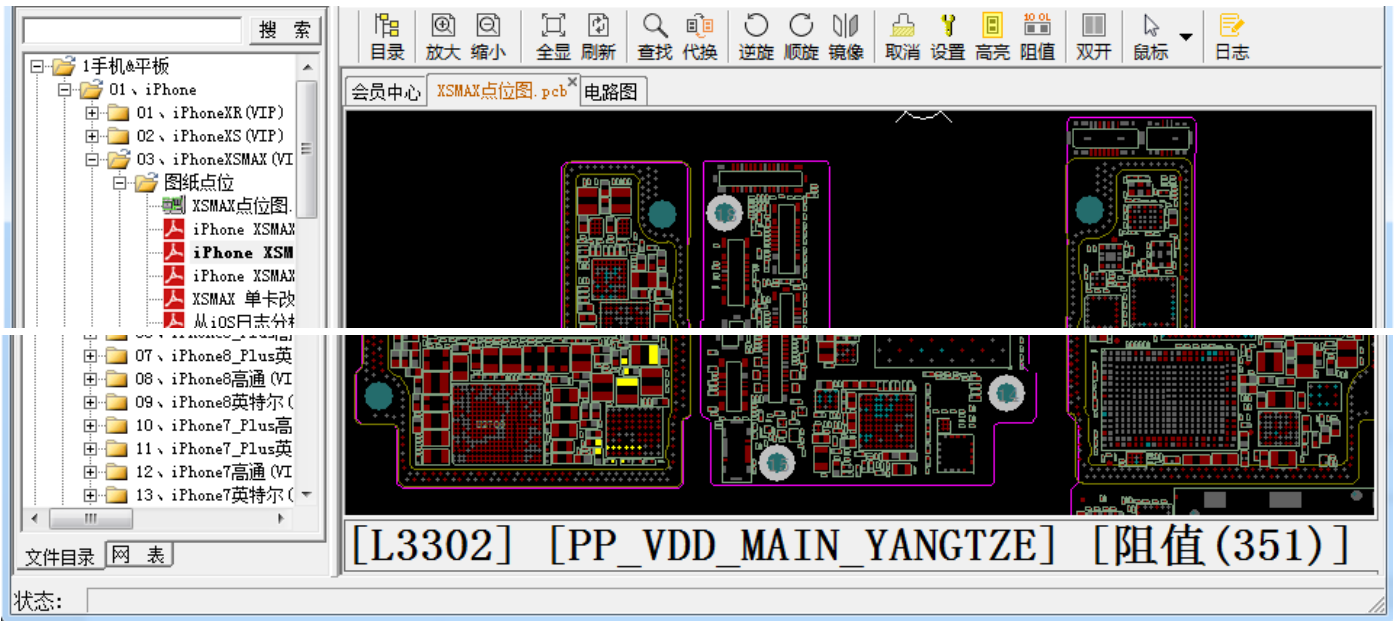 搜 索
目录 放大 缩小 全显 刷新 查找 代换 逆旋 顺旋 镜像 取消 设置 高亮 阻值 双开 鼠标 日志
会员中心 XSMAX点位图.pcb 电路图
1手机&平板
01、iPhone
01、iPhoneXR(VIP)
02、iPhoneXS(VIP)
03、iPhoneXSMAX(VI
图纸点位
XSMAX点位图.
iPhone XSMAX
iPhone XSM
iPhone XSMAX
XSMAX 单卡改
从iOS日志分析
07、iPhone8_Plus英
08、iPhone8高通(VI
09、iPhone8英特尔(
10、iPhone7_Plus高
11、iPhone7_Plus英
12、iPhone7高通(VI
13、iPhone7英特尔(
[L3302] [PP_VDD_MAIN_YANGTZE] [阻值(351)]
文件目录 网 表
状态: